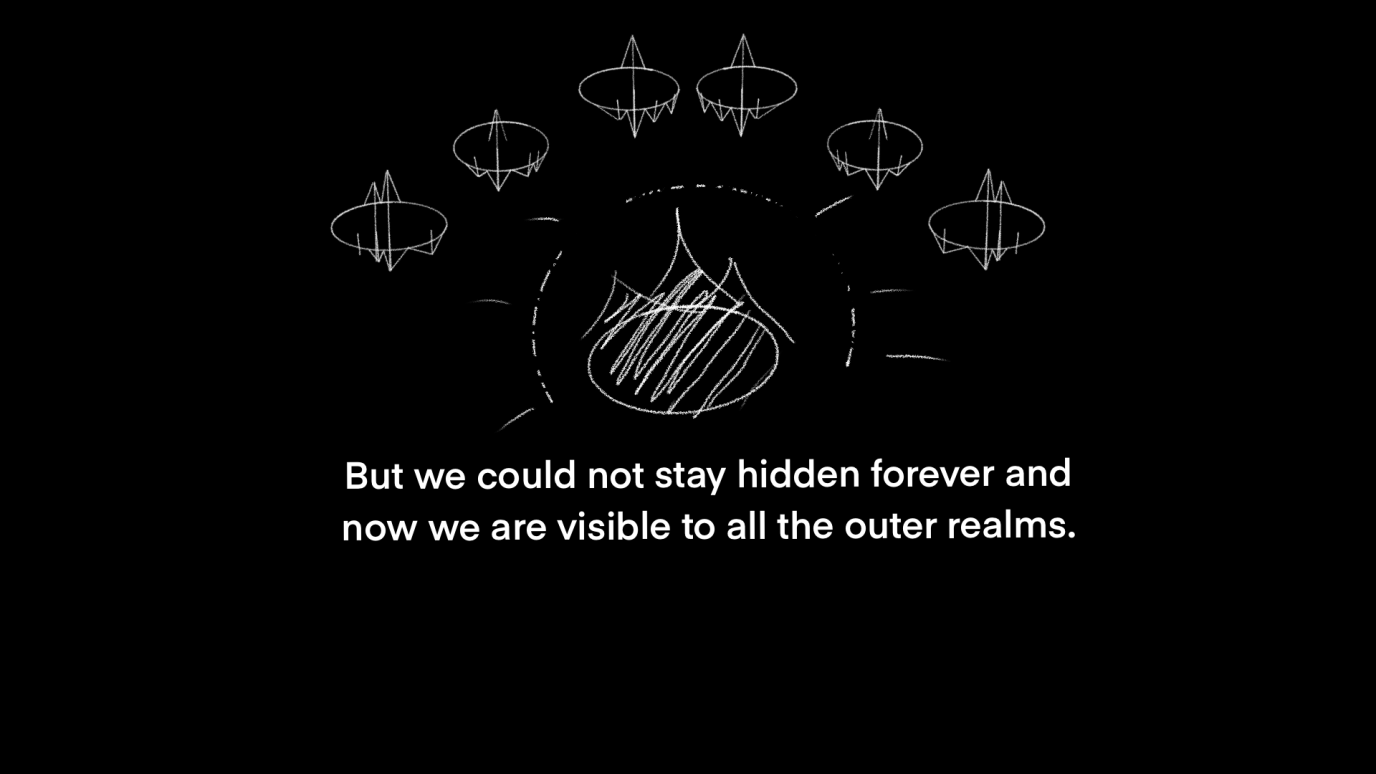 But we could not stay hidden forever and
now we are visible to all the outer realms.